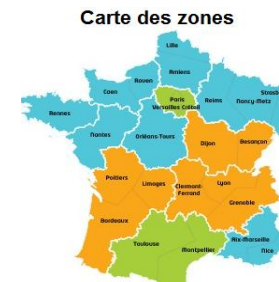 Carte des zones
Lille
Amiens
Rouen
Caen
Paris
Versailles Créteil
Reims
Nancy-Metz
Rennes
Nantes
Orléans-Tours
Dijon
Besançon
Poitiers
Limoges
Clermont-
Ferrand
Lyon
Grenoble
Bordeaux
Toulouse
Montpellier
Aix-Marseille
Nice